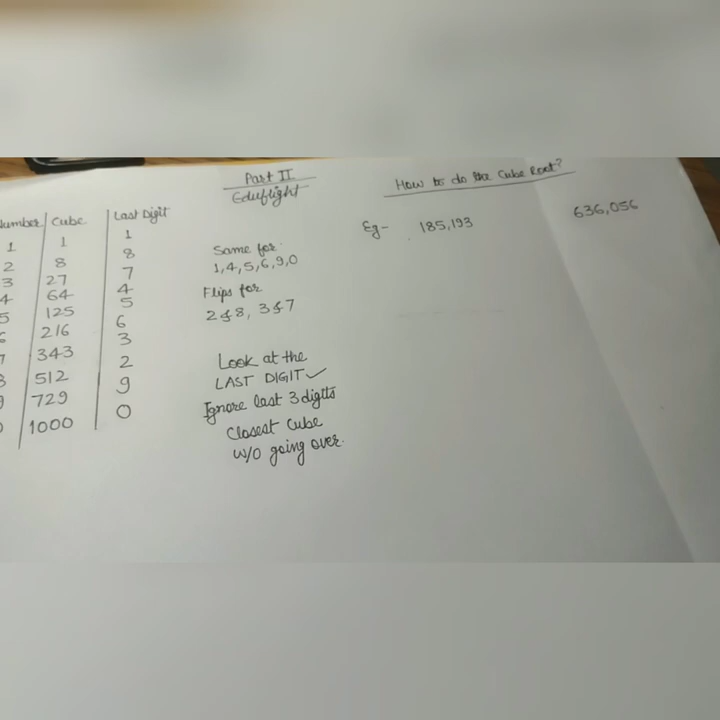 Part II
Eduflight
How to do the Cube Root?
Number Cube Last Digit
1 1 1
2 8 8
3 27 7
4 64 4
5 125 5
6 216 6
7 343 3
8 512 2
9 729 9
0 1000 0
Same for
1,4,5,6,9,0
Flips for
2&8, 3&7
Look at the
LAST DIGIT ✓
Ignore last 3 digits
Closest Cube
W/O going over.
Eg- 185,193 636,056